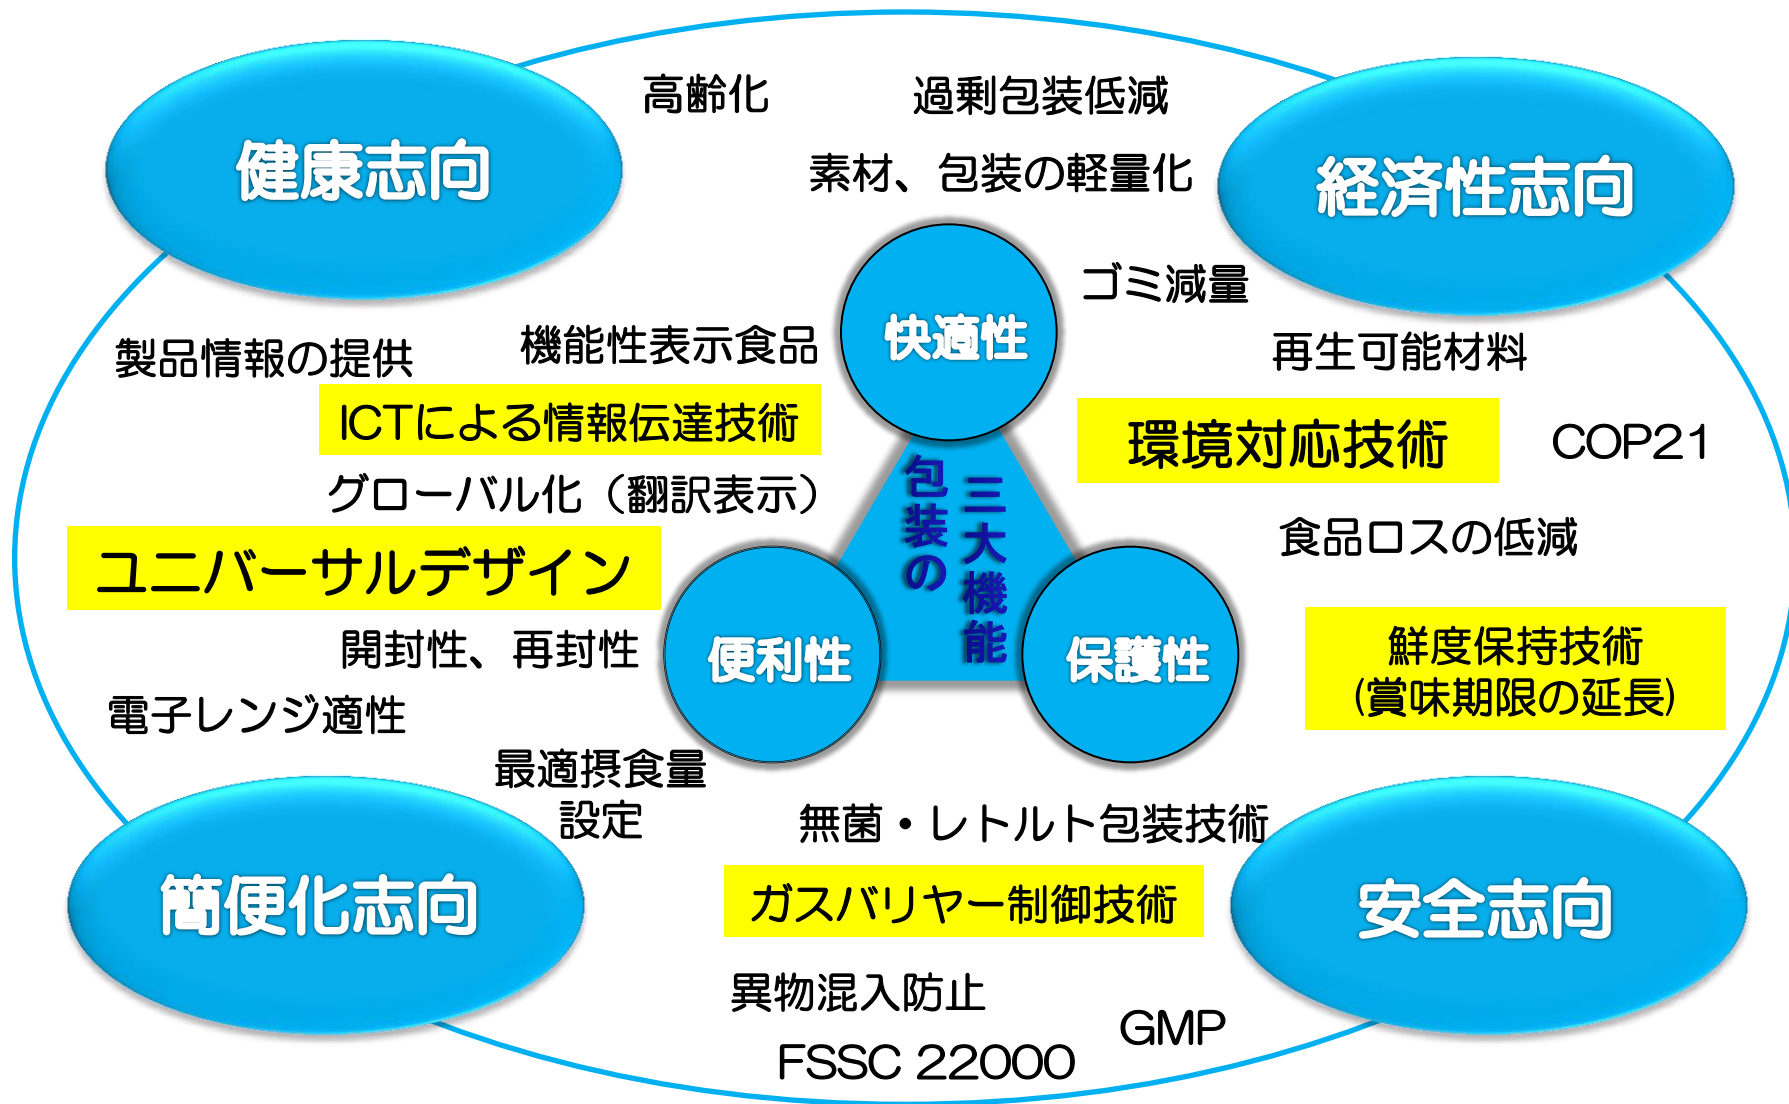 高齢化
過剰包装低減
健康志向
素材、包装の軽量化
経済性志向
ゴミ減量
快適性
製品情報の提供
機能性表示食品
再生可能材料
ICTによる情報伝達技術
環境対応技術
COP21
グローバル化（翻訳表示）
包装の
三大機能
ユニバーサルデザイン
食品ロスの低減
開封性、再封性
便利性
保護性
鮮度保持技術
(賞味期限の延長)
電子レンジ適性
最適摂食量
設定
無菌・レトルト包装技術
簡便化志向
ガスバリヤー制御技術
安全志向
異物混入防止
GMP
FSSC 22000